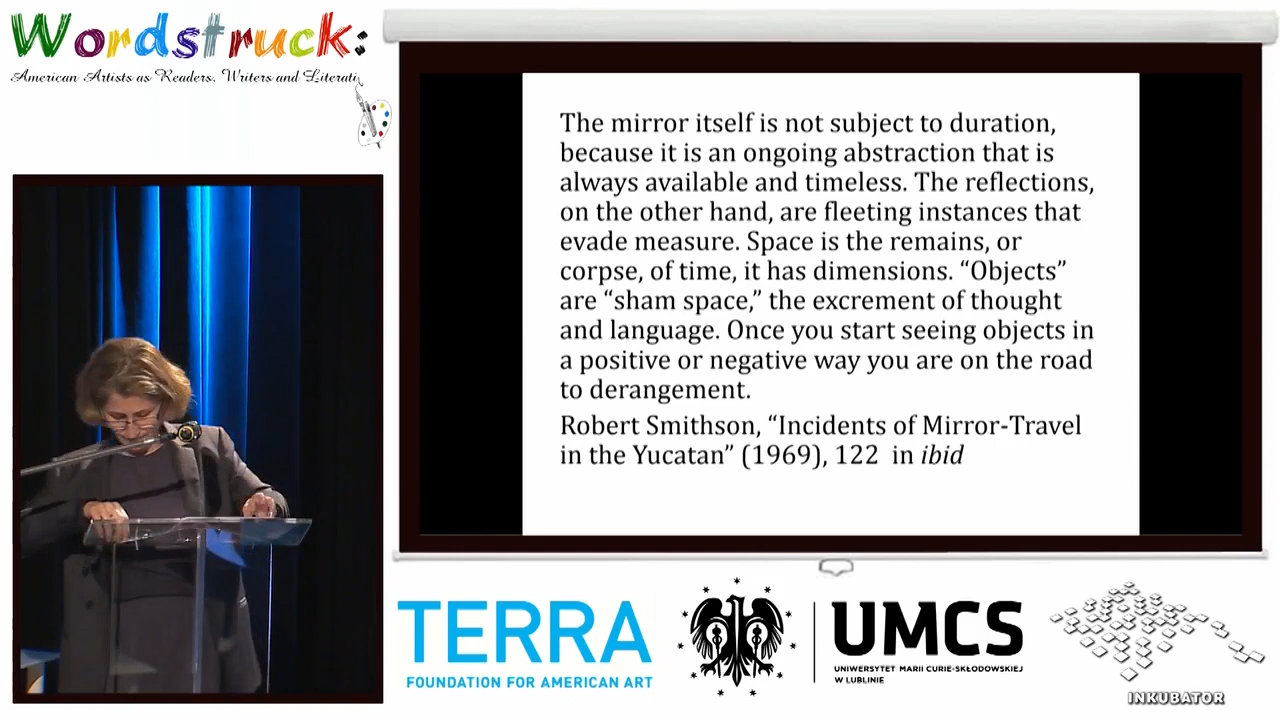 Wordstruck:
American Artists as Readers, Writers and Literati
The mirror itself is not subject to duration,
because it is an ongoing abstraction that is
always available and timeless. The reflections,
on the other hand, are fleeting instances that
evade measure. Space is the remains, or
corpse, of time, it has dimensions. “Objects”
are “sham space,” the excrement of thought
and language. Once you start seeing objects in
a positive or negative way you are on the road
to derangement.
Robert Smithson, “Incidents of Mirror-Travel
in the Yucatan” (1969), 122 in ibid
TERRA
FOUNDATION FOR AMERICAN ART
UMCS
UNIWERSYTET MARII CURIE-SKŁODOWSKIEJ
W LUBLINIE
INKUBATOR